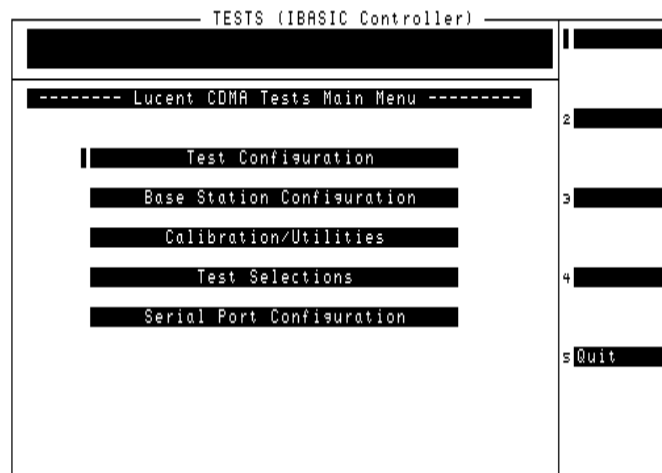 TESTS (IBASIC Controller)
-------- Lucent CDMA Tests Main Menu ---------
1
2
Test Configuration
Base Station Configuration
3
Calibration/Utilities
Test Selections
4
Serial Port Configuration
5 Quit